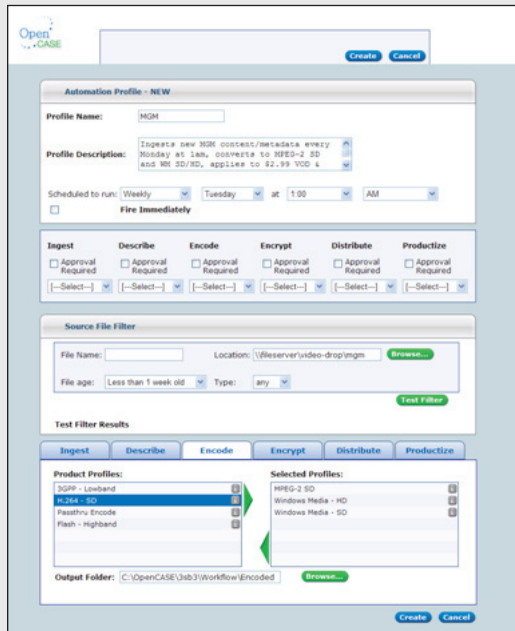 Open
CASE
Create Cancel
Automation Profile - NEW
Profile Name: MGM
Profile Description: Ingests new MGM content/metadata every
Monday at 1am, converts to MPEG-2 SD
and WM SD/HD, applies to $2.99 VOD &
Scheduled to run: Weekly Tuesday at 1:00 AM
Fire Immediately
Ingest Describe Encode Encrypt Distribute Productize
Approval Required Approval Required Approval Required Approval Required Approval Required Approval Required
[---Select---] [---Select---] [---Select---] [---Select---] [---Select---] [---Select---]
Source File Filter
File Name: Location: \\fileserver\video-drop\mgm Browse...
File age: Less than 1 week old Type: any
Test Filter
Test Filter Results
Ingest Describe Encode Encrypt Distribute Productize
Product Profiles: Selected Profiles:
3GPP - Lowband MPEG-2 SD
H.264 - SD Windows Media - HD
Passthru Encode Windows Media - SD
Flash - Highband
Output Folder: C:\OpenCASE\3sb3\Workflow\Encoded Browse...
Create Cancel